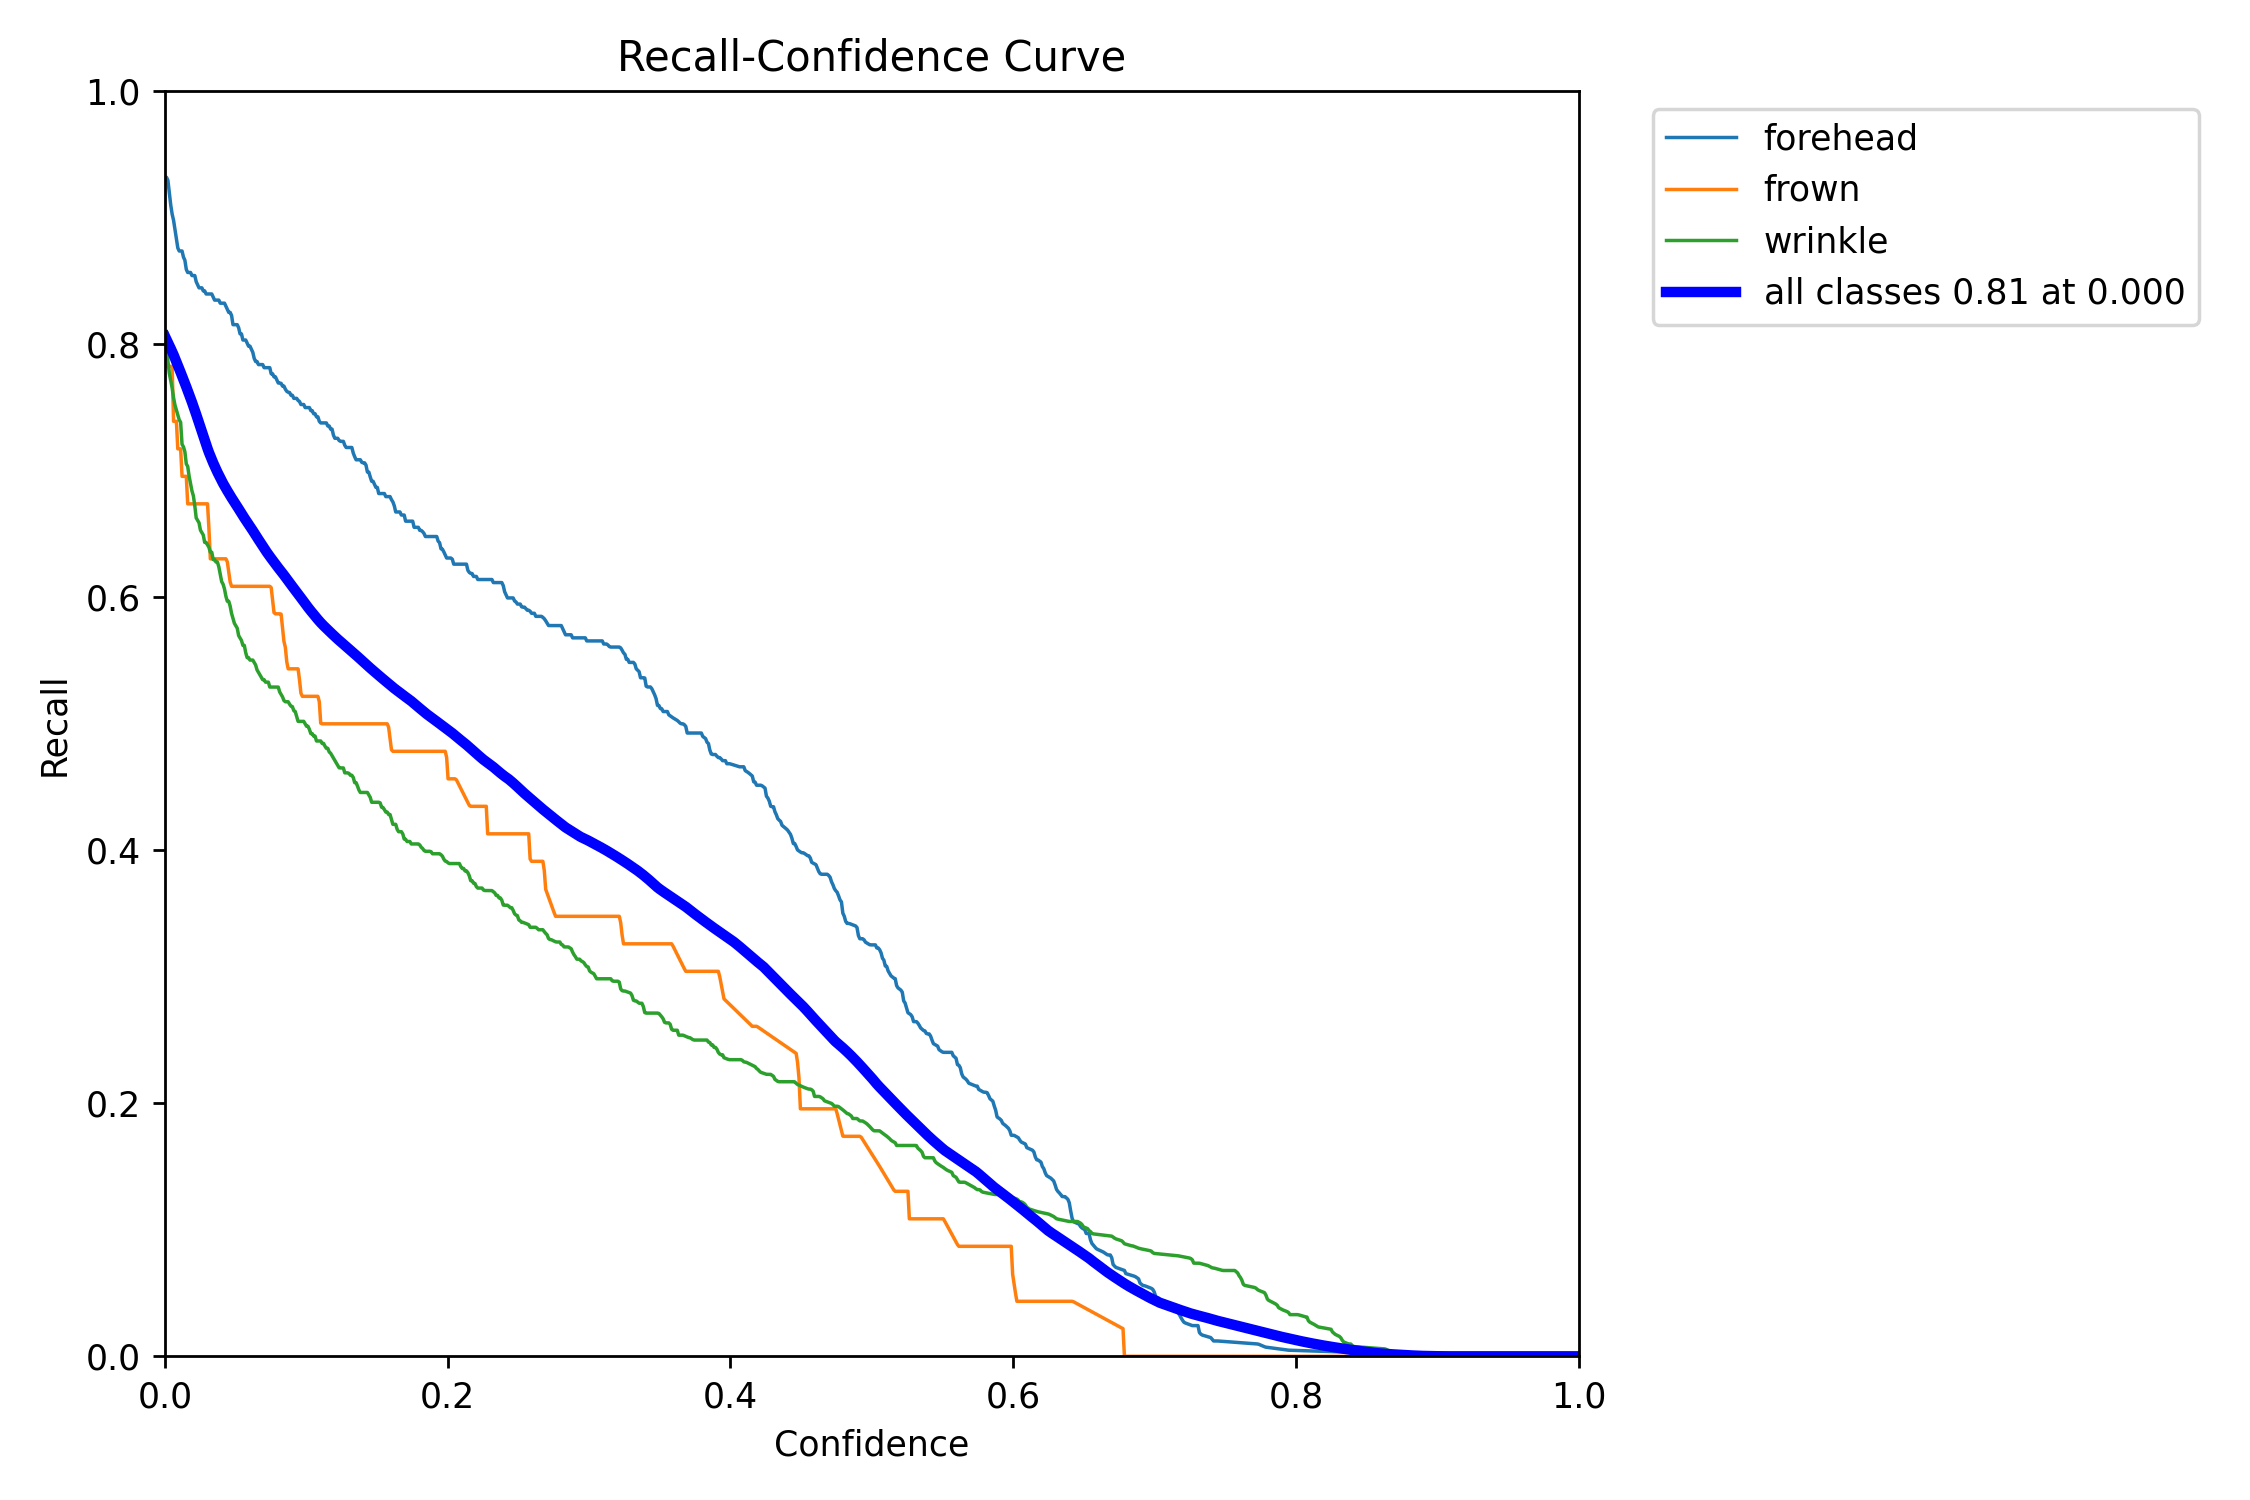 Recall-Confidence Curve
1.0
0.8
0.6
0.4
0.2
0.0
Recall
0.0 0.2 0.4 0.6 0.8 1.0
Confidence
forehead
frown
wrinkle
all classes 0.81 at 0.000